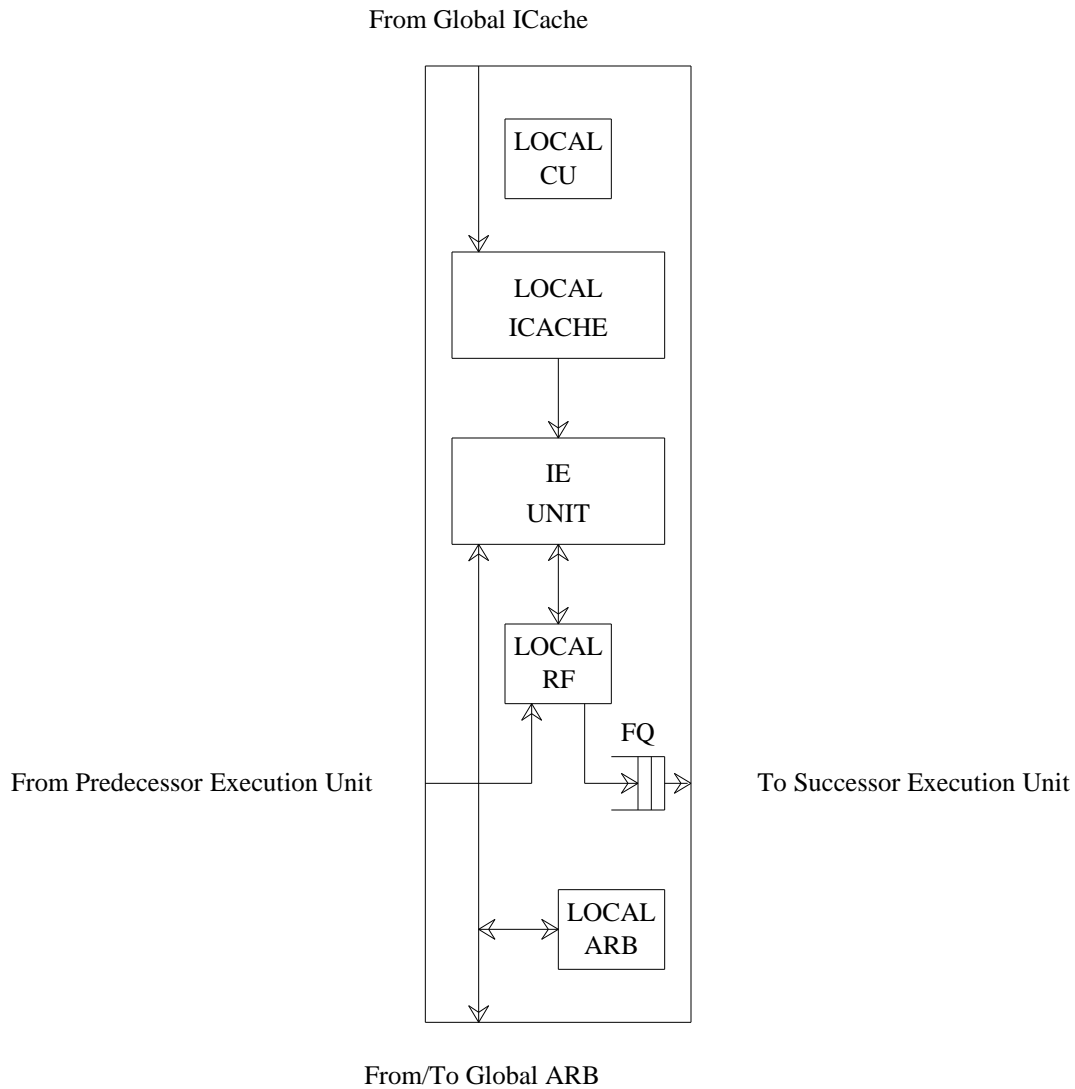 From Global ICache
LOCAL
CU
LOCAL
ICACHE
IE
UNIT
LOCAL
RF
FQ
From Predecessor Execution Unit
To Successor Execution Unit
LOCAL
ARB
From/To Global ARB